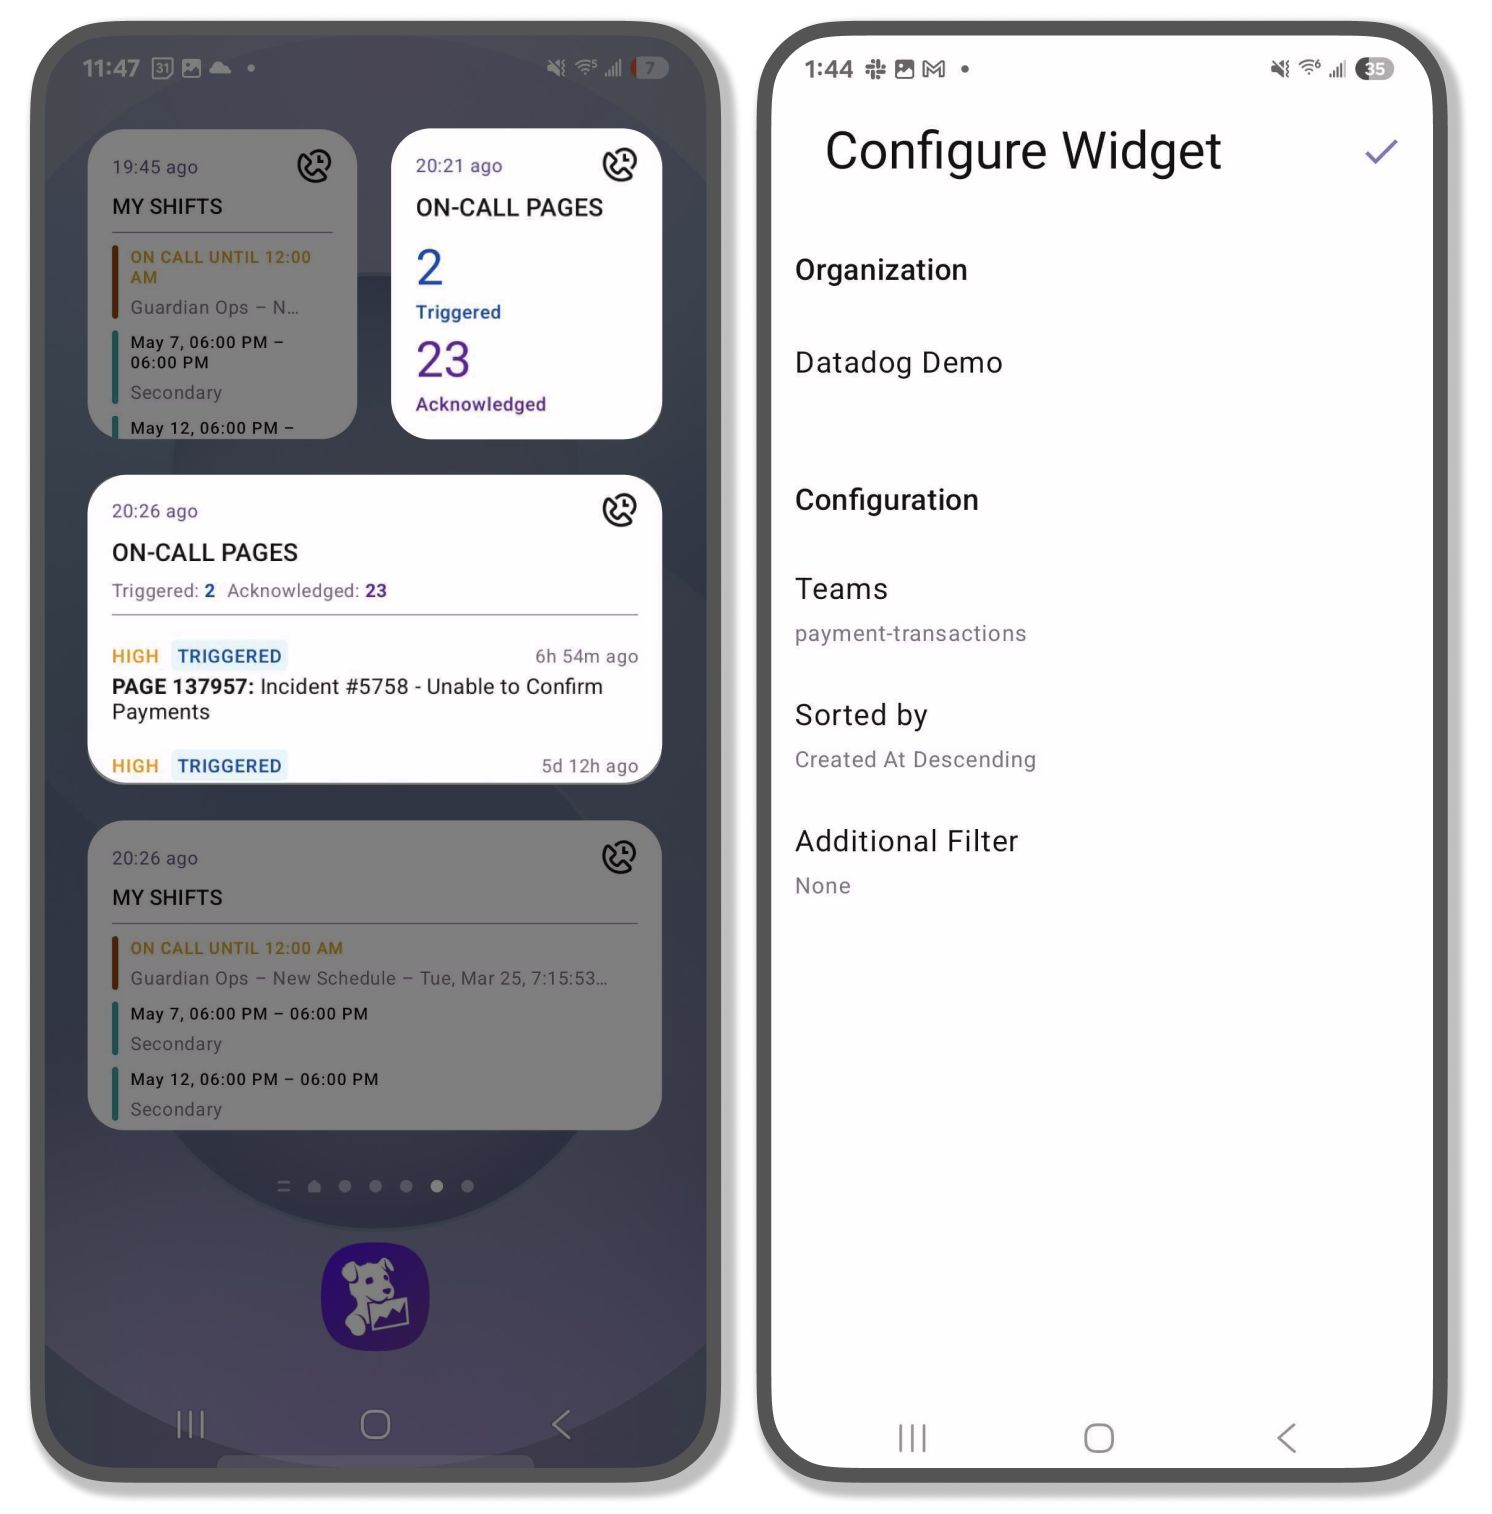 11:47
31
7
19:45 ago
MY SHIFTS
ON CALL UNTIL 12:00
AM
Guardian Ops – N...
May 7, 06:00 PM –
06:00 PM
Secondary
May 12, 06:00 PM –
20:21 ago
ON-CALL PAGES
2
Triggered
23
Acknowledged
20:26 ago
ON-CALL PAGES
Triggered: 2 Acknowledged: 23
HIGH TRIGGERED 6h 54m ago
PAGE 137957: Incident #5758 - Unable to Confirm
Payments
HIGH TRIGGERED 5d 12h ago
20:26 ago
MY SHIFTS
ON CALL UNTIL 12:00 AM
Guardian Ops – New Schedule – Tue, Mar 25, 7:15:53...
May 7, 06:00 PM – 06:00 PM
Secondary
May 12, 06:00 PM – 06:00 PM
Secondary
1:44
35
Configure Widget
Organization
Datadog Demo
Configuration
Teams
payment-transactions
Sorted by
Created At Descending
Additional Filter
None